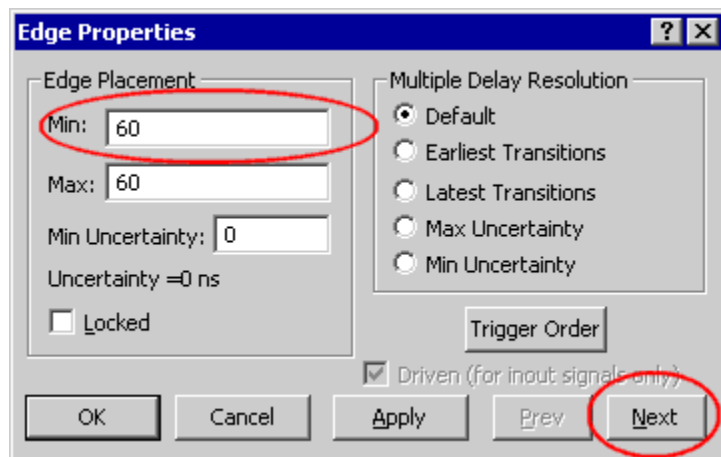 Edge Properties
Edge Placement
Min: 60
Max: 60
Min Uncertainty: 0
Uncertainty =0 ns
Locked
Multiple Delay Resolution
Default
Earliest Transitions
Latest Transitions
Max Uncertainty
Min Uncertainty
Trigger Order
Driven (for inout signals only)
OK Cancel Apply Prev Next